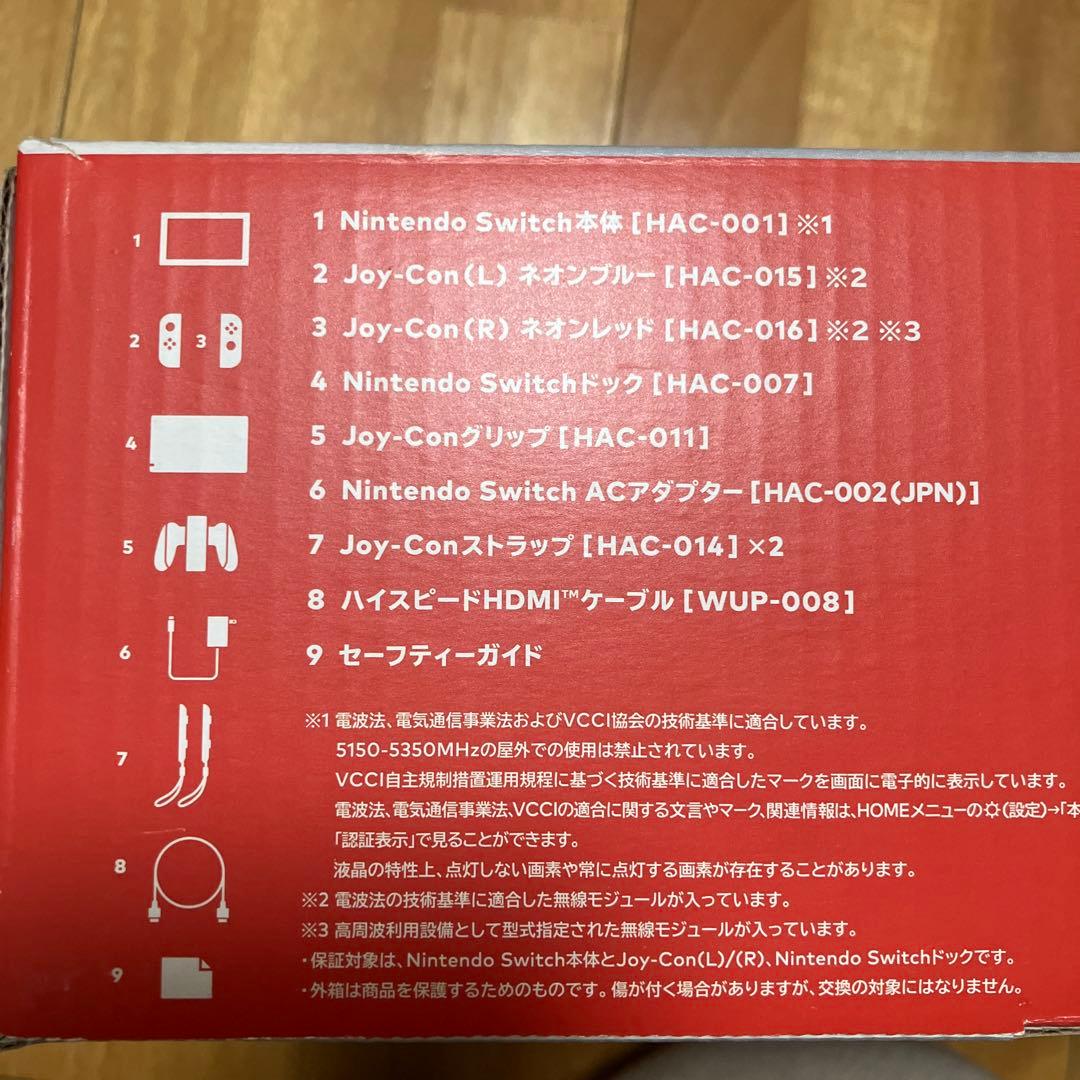 1 Nintendo Switch本体 [HAC-001] ※1
2 Joy-Con(L) ネオンブルー [HAC-015] ※2
3 Joy-Con(R) ネオンレッド [HAC-016] ※2 ※3
4 Nintendo Switchドック [HAC-007]
5 Joy-Conグリップ [HAC-011]
6 Nintendo Switch ACアダプター [HAC-002(JPN)]
7 Joy-Conストラップ [HAC-014] ×2
8 ハイスピードHDMI™ケーブル [WUP-008]
9 セーフティーガイド
1
2 3
4
5
6
7
8
9
※1 電波法、電気通信事業法およびVCCI協会の技術基準に適合しています。
5150-5350MHzの屋外での使用は禁止されています。
VCCI自主規制措置運用規程に基づく技術基準に適合したマークを画面に電子的に表示しています。
電波法、電気通信事業法、VCCIの適合に関する文言やマーク、関連情報は、HOMEメニューの(設定)→「本
「認証表示」で見ることができます。
液晶の特性上、点灯しない画素や常に点灯する画素が存在することがあります。
※2 電波法の技術基準に適合した無線モジュールが入っています。
※3 高周波利用設備として型式指定された無線モジュールが入っています。
・保証対象は、Nintendo Switch本体とJoy-Con(L)/(R)、Nintendo Switchドックです。
・外箱は商品を保護するためのものです。傷が付く場合がありますが、交換の対象にはなりません。